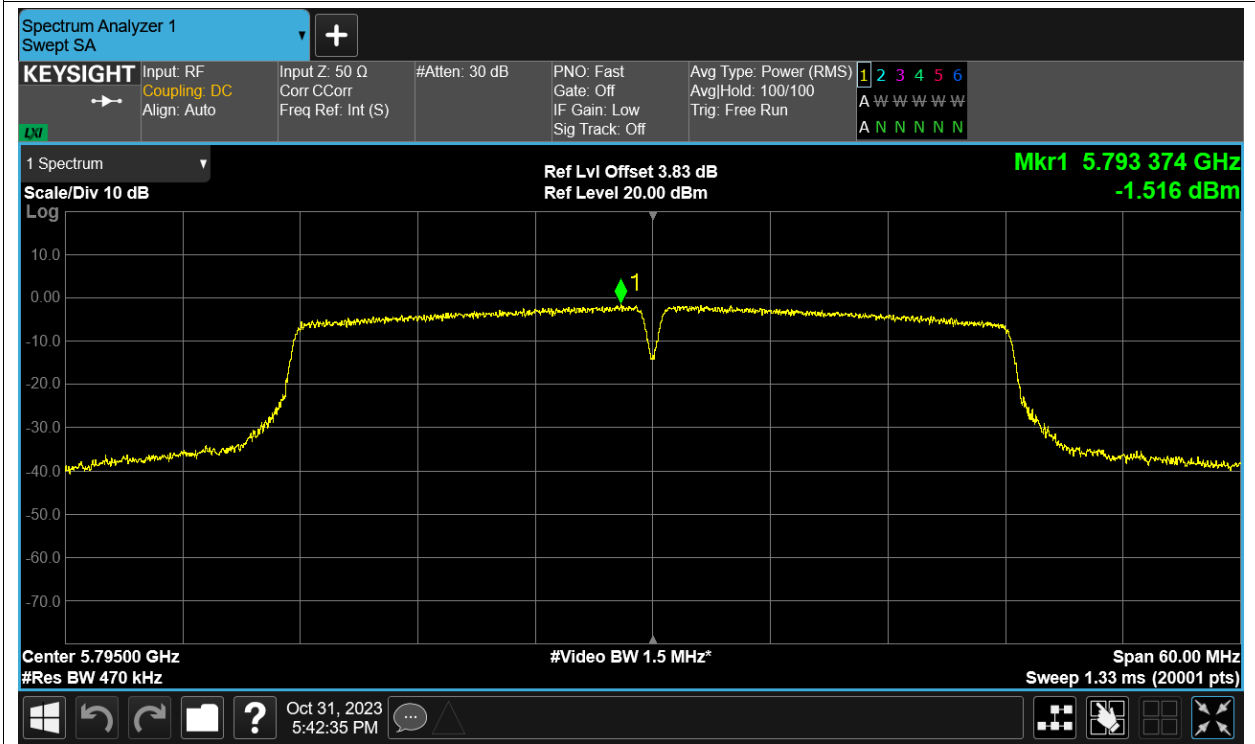 Spectrum Analyzer 1
Swept SA
+
KEYSIGHT
LXI
Input: RF
Coupling: DC
Align: Auto
Input Z: 50 Ω
Corr CCorr
Freq Ref: Int (S)
#Atten: 30 dB
PNO: Fast
Gate: Off
IF Gain: Low
Sig Track: Off
Avg Type: Power (RMS)
Avg|Hold: 100/100
Trig: Free Run
1 2 3 4 5 6
A W W W W W
A N N N N N
1 Spectrum
Scale/Div 10 dB
Log
Ref Lvl Offset 3.83 dB
Ref Level 20.00 dBm
Mkr1 5.793 374 GHz
-1.516 dBm
1
10.0
0.00
-10.0
-20.0
-30.0
-40.0
-50.0
-60.0
-70.0
Center 5.79500 GHz
#Res BW 470 kHz
#Video BW 1.5 MHz*
Span 60.00 MHz
Sweep 1.33 ms (20001 pts)
?
Oct 31, 2023
5:42:35 PM